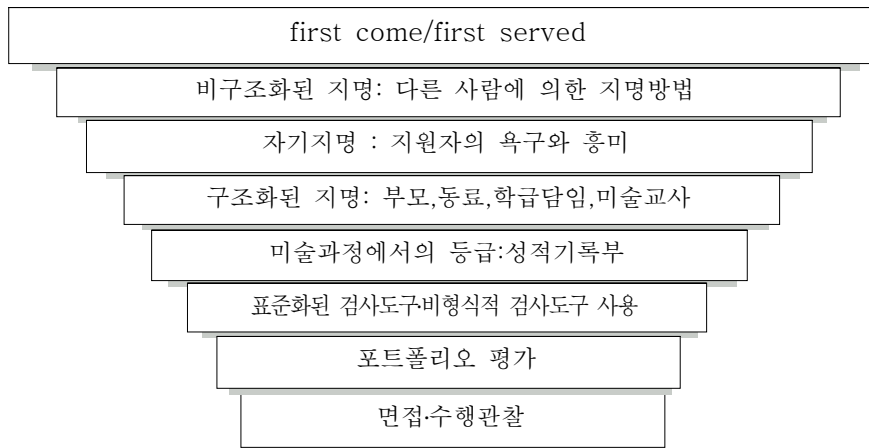 first come/first served
비구조화된 지명: 다른 사람에 의한 지명방법
자기지명 : 지원자의 욕구와 흥미
구조화된 지명: 부모,동료,학급담임,미술교사
미술과정에서의 등급:성적기록부
표준화된 검사도구·비형식적 검사도구 사용
포트폴리오 평가
면접·수행관찰